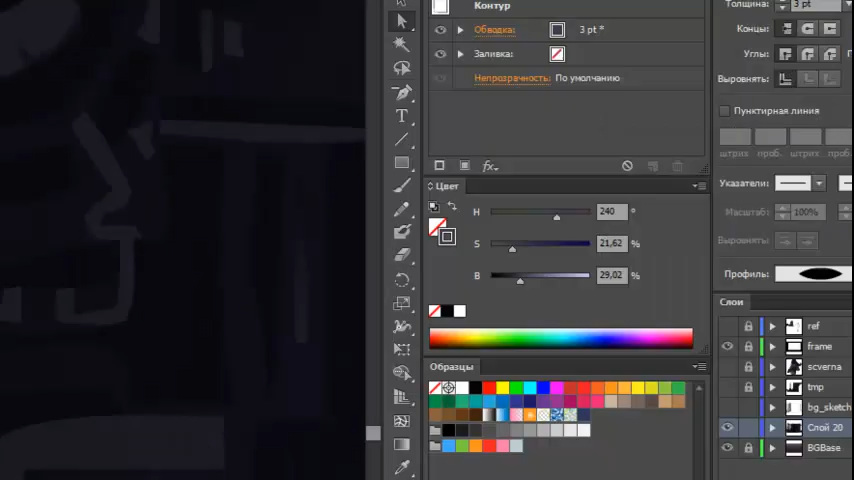 Контур
Обводка: 3 pt *
Заливка:
Непрозрачность: По умолчанию
fx
Цвет
H 240 °
S 21,62 %
B 29,02 %
Образцы
Толщина: 3 pt
Концы:
Углы:
Выровнять:
Пунктирная линия
штрих проб. штрих проб.
Указатели:
Масштаб: 100%
Выровняты
Профиль:
Слои
ref
frame
scverna
tmp
bg_sketch
Слой 20
BGBase